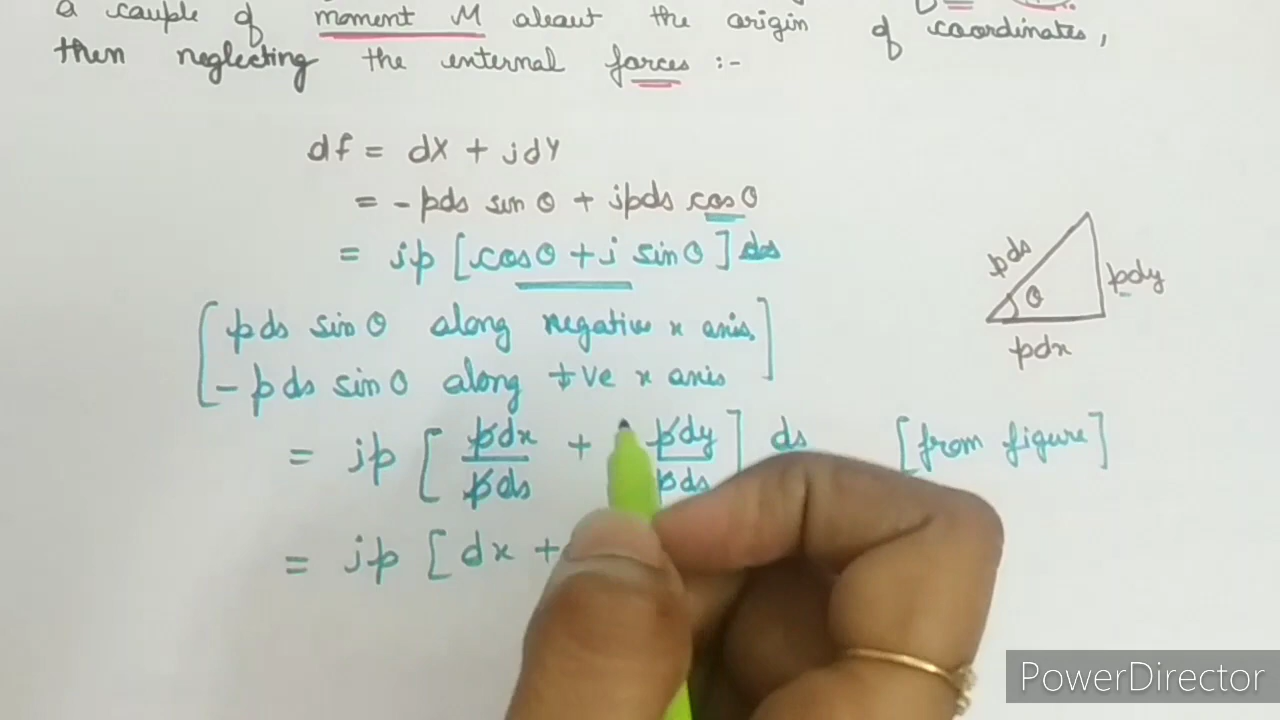 a couple of moment M about the origin of coordinates,
then neglecting the external forces :-
df = dX + idY
= - pds sin θ + ipds cos θ
= ip [cos θ + i sin θ] ds
[pds sin θ along negative x axis,
- pds sin θ along +ve x axis]
pds
θ
pdy
pdx
= ip [pdx/pds + pdy/pds] ds [from figure]
= ip [dx +
PowerDirector